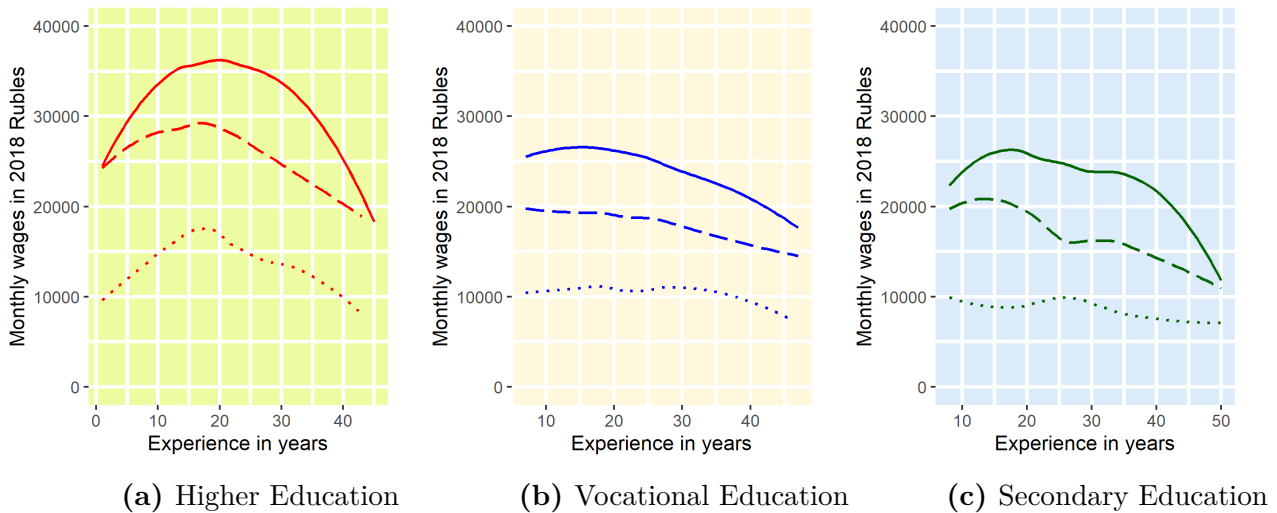 Monthly wages in 2018 Rubles
40000
30000
20000
10000
0
0 10 20 30 40
Experience in years
(a) Higher Education
Monthly wages in 2018 Rubles
40000
30000
20000
10000
0
10 20 30 40
Experience in years
(b) Vocational Education
Monthly wages in 2018 Rubles
40000
30000
20000
10000
0
10 20 30 40 50
Experience in years
(c) Secondary Education